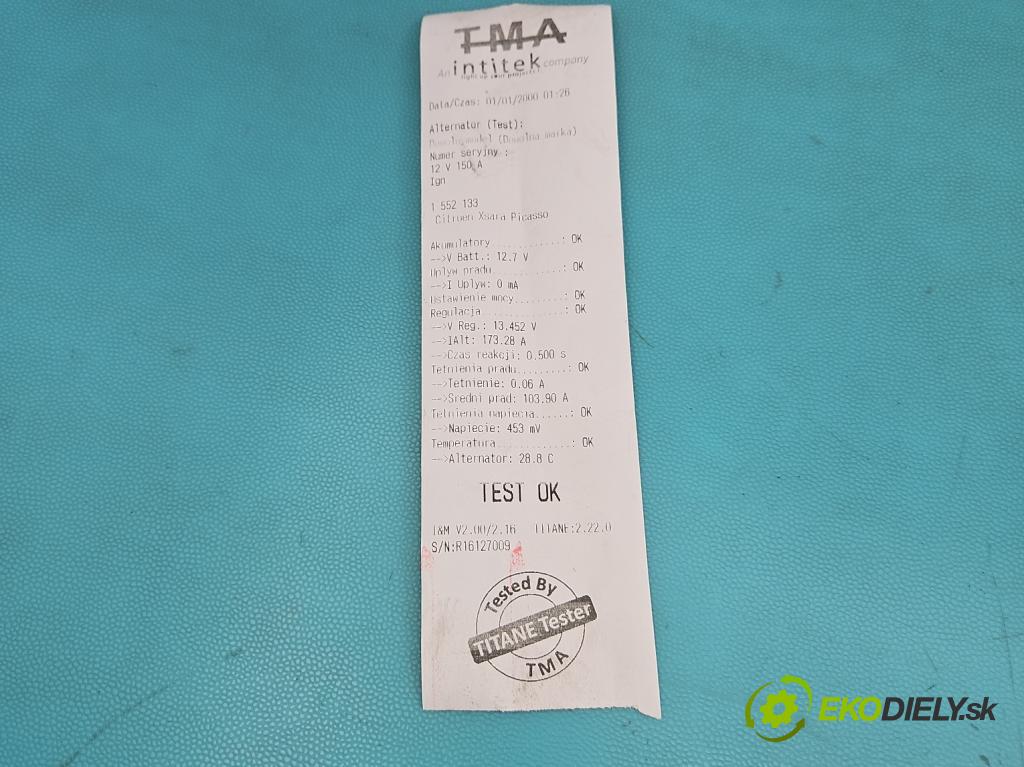 TMA
An intitek company
light up your projects !
Data/Czas: 01/01/2000 01:26
Alternator (Test):
(Dowolna marka)
Numer seryjny :
12 V 150 A
Ign
1 552 133
Citroen Xsara Picasso
Akumulatory............: OK
-->V Batt.: 12.7 V
Uplyw pradu............: OK
-->I Uplyw: 0 mA
Ustawienie mocy........: OK
Regulacja..............: OK
-->V Reg.: 13.452 V
-->IAlt: 173.28 A
-->Czas reakcji: 0.500 s
Tetnienia pradu........: OK
-->Tetnienie: 0.06 A
-->Sredni prad: 103.90 A
Tetnienia napiecia.....: OK
-->Napiecie: 453 mV
Temperatura............: OK
-->Alternator: 28.8 C
TEST OK
I&M V2.00/2.16 TITANE:2.22.0
S/N:R16127009
Tested By
TITANE Tester
TMA
EKODIELY.sk